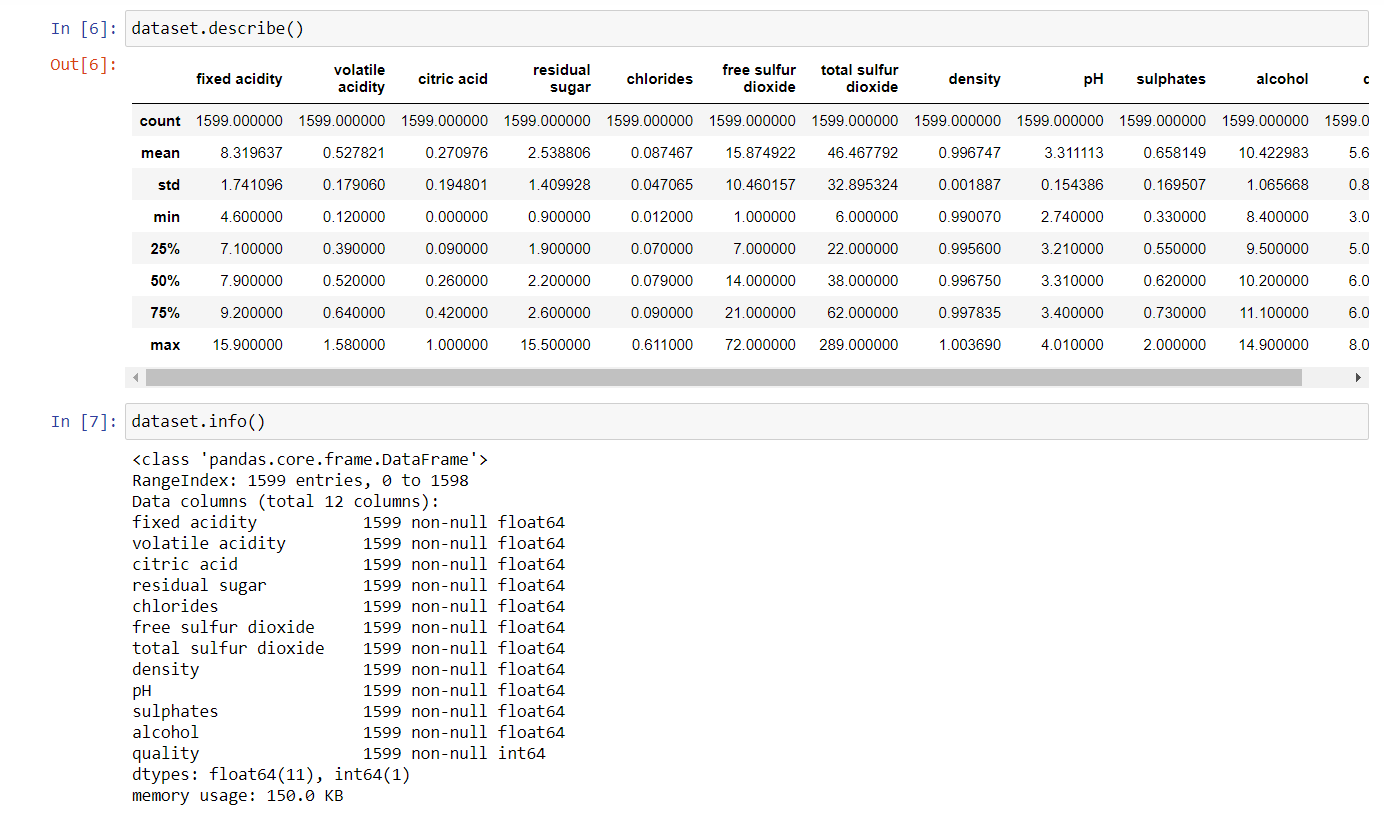 In [6]: dataset.describe()
Out[6]:
fixed acidity volatile acidity citric acid residual sugar chlorides free sulfur dioxide total sulfur dioxide density pH sulphates alcohol
count 1599.000000 1599.000000 1599.000000 1599.000000 1599.000000 1599.000000 1599.000000 1599.000000 1599.000000 1599.000000 1599.000000 1599.0
mean 8.319637 0.527821 0.270976 2.538806 0.087467 15.874922 46.467792 0.996747 3.311113 0.658149 10.422983 5.6
std 1.741096 0.179060 0.194801 1.409928 0.047065 10.460157 32.895324 0.001887 0.154386 0.169507 1.065668 0.8
min 4.600000 0.120000 0.000000 0.900000 0.012000 1.000000 6.000000 0.990070 2.740000 0.330000 8.400000 3.0
25% 7.100000 0.390000 0.090000 1.900000 0.070000 7.000000 22.000000 0.995600 3.210000 0.550000 9.500000 5.0
50% 7.900000 0.520000 0.260000 2.200000 0.079000 14.000000 38.000000 0.996750 3.310000 0.620000 10.200000 6.0
75% 9.200000 0.640000 0.420000 2.600000 0.090000 21.000000 62.000000 0.997835 3.400000 0.730000 11.100000 6.0
max 15.900000 1.580000 1.000000 15.500000 0.611000 72.000000 289.000000 1.003690 4.010000 2.000000 14.900000 8.0
In [7]: dataset.info()
<class 'pandas.core.frame.DataFrame'>
RangeIndex: 1599 entries, 0 to 1598
Data columns (total 12 columns):
fixed acidity 1599 non-null float64
volatile acidity 1599 non-null float64
citric acid 1599 non-null float64
residual sugar 1599 non-null float64
chlorides 1599 non-null float64
free sulfur dioxide 1599 non-null float64
total sulfur dioxide 1599 non-null float64
density 1599 non-null float64
pH 1599 non-null float64
sulphates 1599 non-null float64
alcohol 1599 non-null float64
quality 1599 non-null int64
dtypes: float64(11), int64(1)
memory usage: 150.0 KB